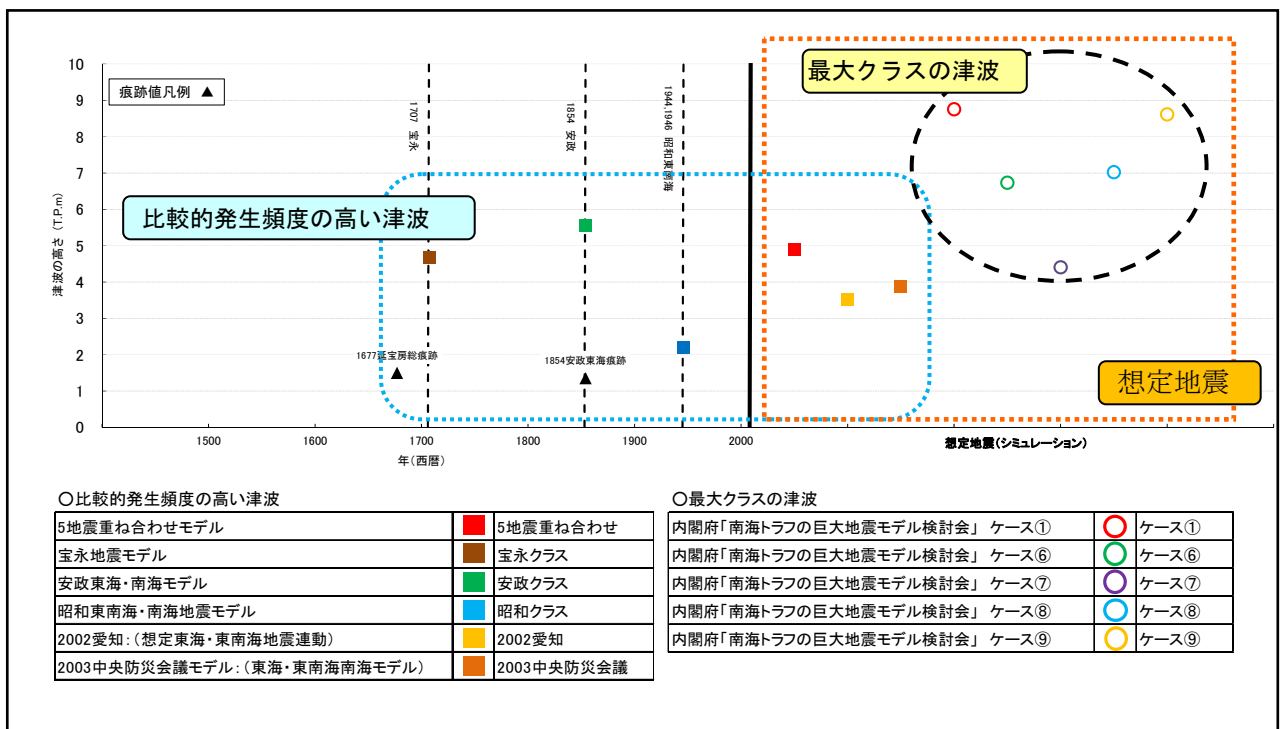 最大クラスの津波
痕跡値凡例 ▲
1707 宝永
1854 安政
1944,1946 昭和東南海
比較的発生頻度の高い津波
1677延宝房総痕跡
1854安政東海痕跡
想定地震
津波の高さ (T.P.m)
10
9
8
7
6
5
4
3
2
1
0
1500 1600 1700 1800 1900 2000 想定地震(シミュレーション)
年(西暦)
〇比較的発生頻度の高い津波
5地震重ね合わせモデル 5地震重ね合わせ
宝永地震モデル 宝永クラス
安政東海・南海モデル 安政クラス
昭和東南海・南海地震モデル 昭和クラス
2002愛知:(想定東海・東南海地震連動) 2002愛知
2003中央防災会議モデル:(東海・東南海南海モデル) 2003中央防災会議
〇最大クラスの津波
内閣府「南海トラフの巨大地震モデル検討会」 ケース① ケース①
内閣府「南海トラフの巨大地震モデル検討会」 ケース⑥ ケース⑥
内閣府「南海トラフの巨大地震モデル検討会」 ケース⑦ ケース⑦
内閣府「南海トラフの巨大地震モデル検討会」 ケース⑧ ケース⑧
内閣府「南海トラフの巨大地震モデル検討会」 ケース⑨ ケース⑨